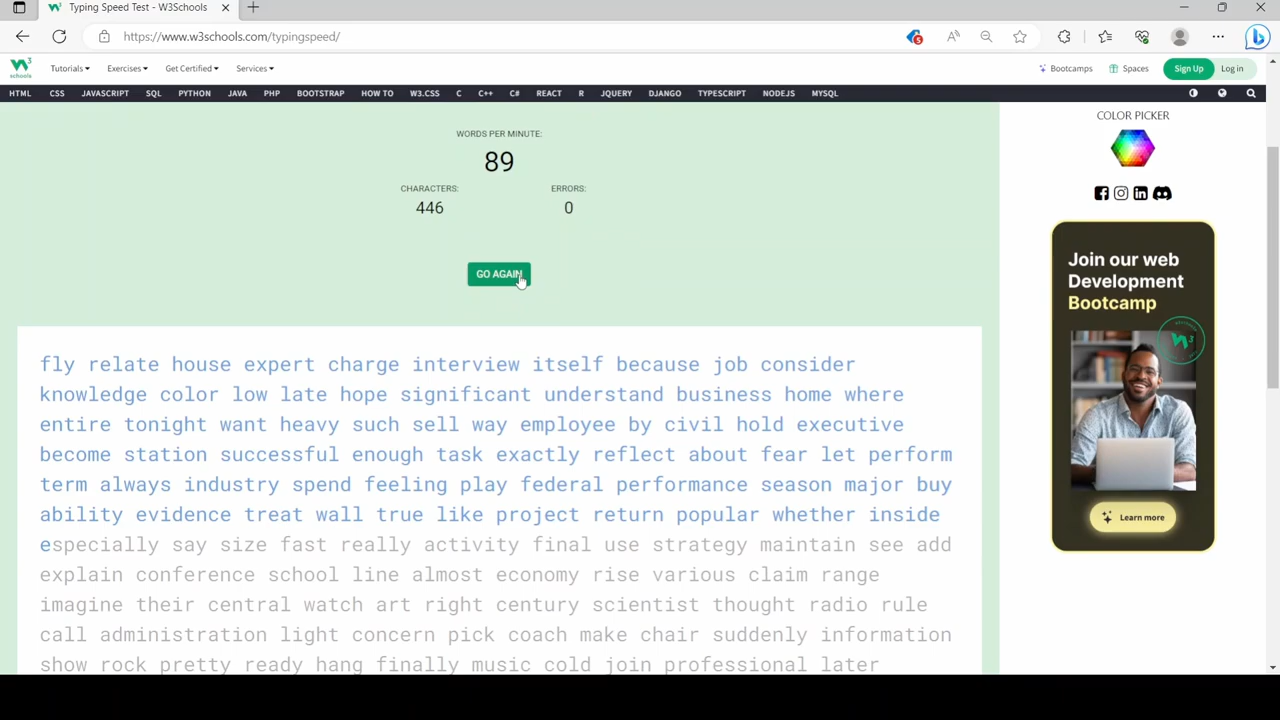 Typing Speed Test - W3Schools
https://www.w3schools.com/typingspeed/
5
3
schools
Tutorials Exercises Get Certified Services Bootcamps Spaces Sign Up Log in
HTML CSS JAVASCRIPT SQL PYTHON JAVA PHP BOOTSTRAP HOW TO W3.CSS C C++ C# REACT R JQUERY DJANGO TYPESCRIPT NODEJS MYSQL
WORDS PER MINUTE:
89
CHARACTERS: ERRORS:
446 0
GO AGAIN
fly relate house expert charge interview itself because job consider
knowledge color low late hope significant understand business home where
entire tonight want heavy such sell way employee by civil hold executive
become station successful enough task exactly reflect about fear let perform
term always industry spend feeling play federal performance season major buy
ability evidence treat wall true like project return popular whether inside
especially say size fast really activity final use strategy maintain see add
explain conference school line almost economy rise various claim range
imagine their central watch art right century scientist thought radio rule
call administration light concern pick coach make chair suddenly information
show rock pretty ready hang finally music cold join professional later
COLOR PICKER
Join our web
Development
Bootcamp
Learn more